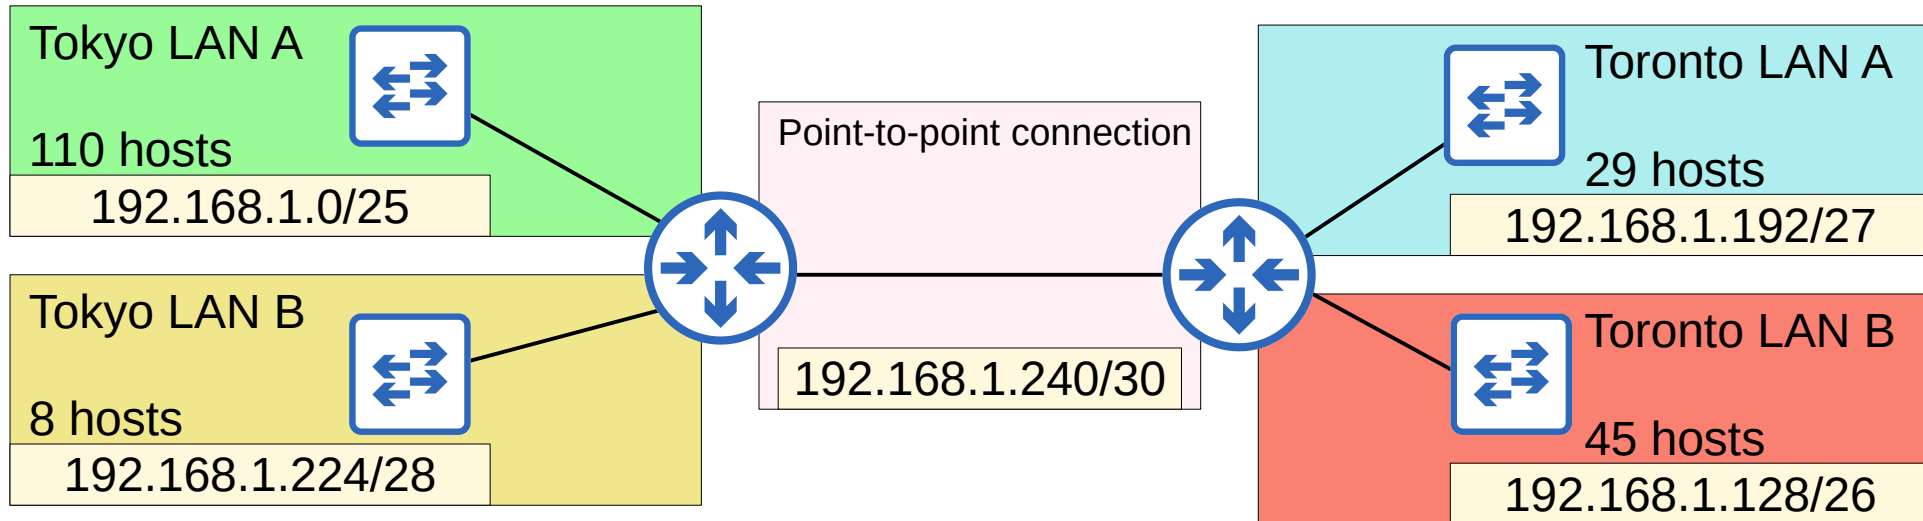 Tokyo LAN A
110 hosts
192.168.1.0/25
Tokyo LAN B
8 hosts
192.168.1.224/28
Point-to-point connection
192.168.1.240/30
Toronto LAN A
29 hosts
192.168.1.192/27
Toronto LAN B
45 hosts
192.168.1.128/26